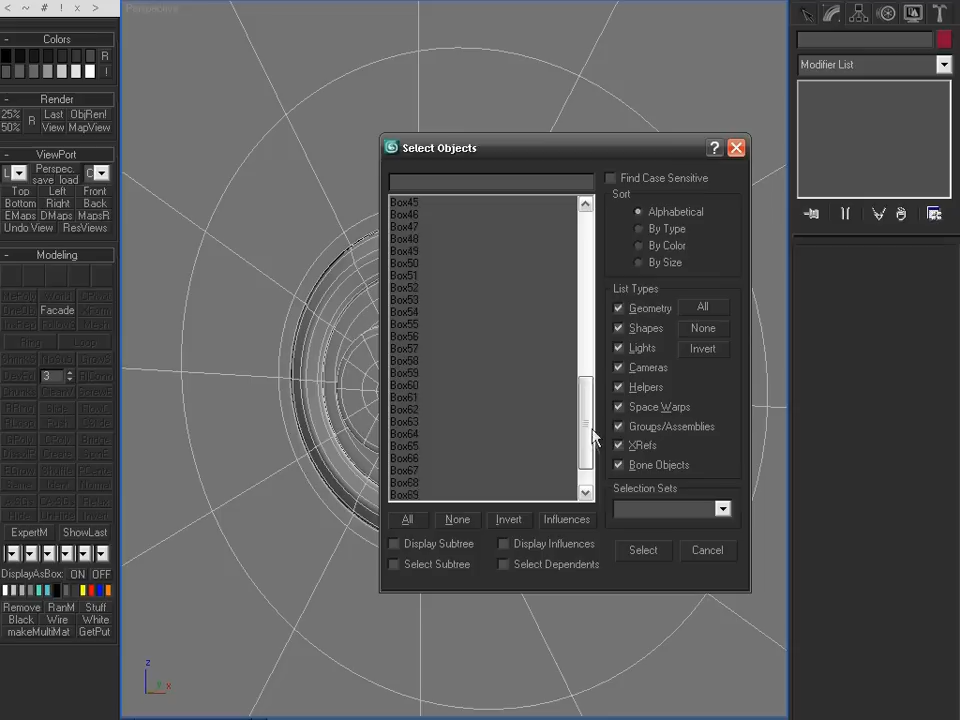 < ~ # ! x >
Perspective
- Colors
R
!
- Render
25% R Last ObjRen!
50% View MapView
- ViewPort
L Perspec. C
save load
Top Left Front
Bottom Right Back
EMaps DMaps MapsR
Undo View ResViews
- Modeling
Facade
Ring Loop
3
ExpertM ShowLast
DisplayAsBox: ON OFF
Remove RanM Stuff
Black Wire White
makeMultiMat GetPut
Select Objects
?
Find Case Sensitive
Sort
Alphabetical
By Type
By Color
By Size
List Types
Geometry All
Shapes None
Lights Invert
Cameras
Helpers
Space Warps
Groups/Assemblies
XRefs
Bone Objects
Selection Sets
Box45
Box46
Box47
Box48
Box49
Box50
Box51
Box52
Box53
Box54
Box55
Box56
Box57
Box58
Box59
Box60
Box61
Box62
Box63
Box64
Box65
Box66
Box67
Box68
Box69
All None Invert Influences
Display Subtree Display Influences
Select Subtree Select Dependents
Select Cancel
Modifier List
z
y x